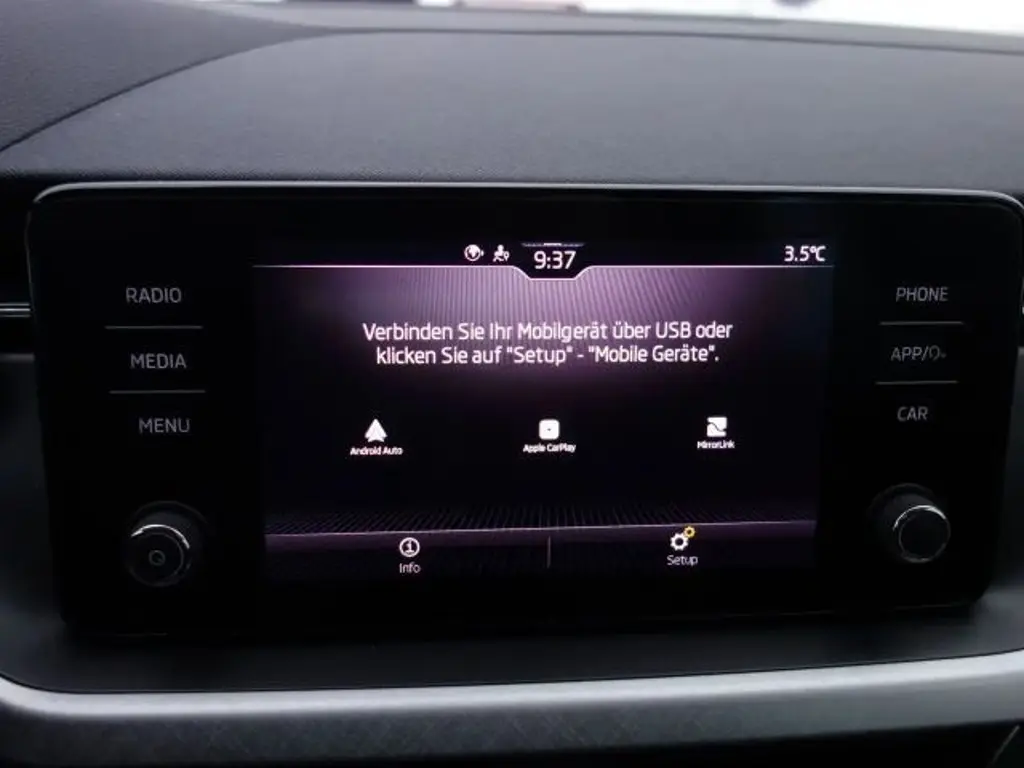 9:37
3.5°C
RADIO
MEDIA
MENU
Verbinden Sie Ihr Mobilgerät über USB oder
klicken Sie auf "Setup" - "Mobile Geräte".
Android Auto
Apple CarPlay
MirrorLink
Info
Setup
PHONE
APP/
CAR